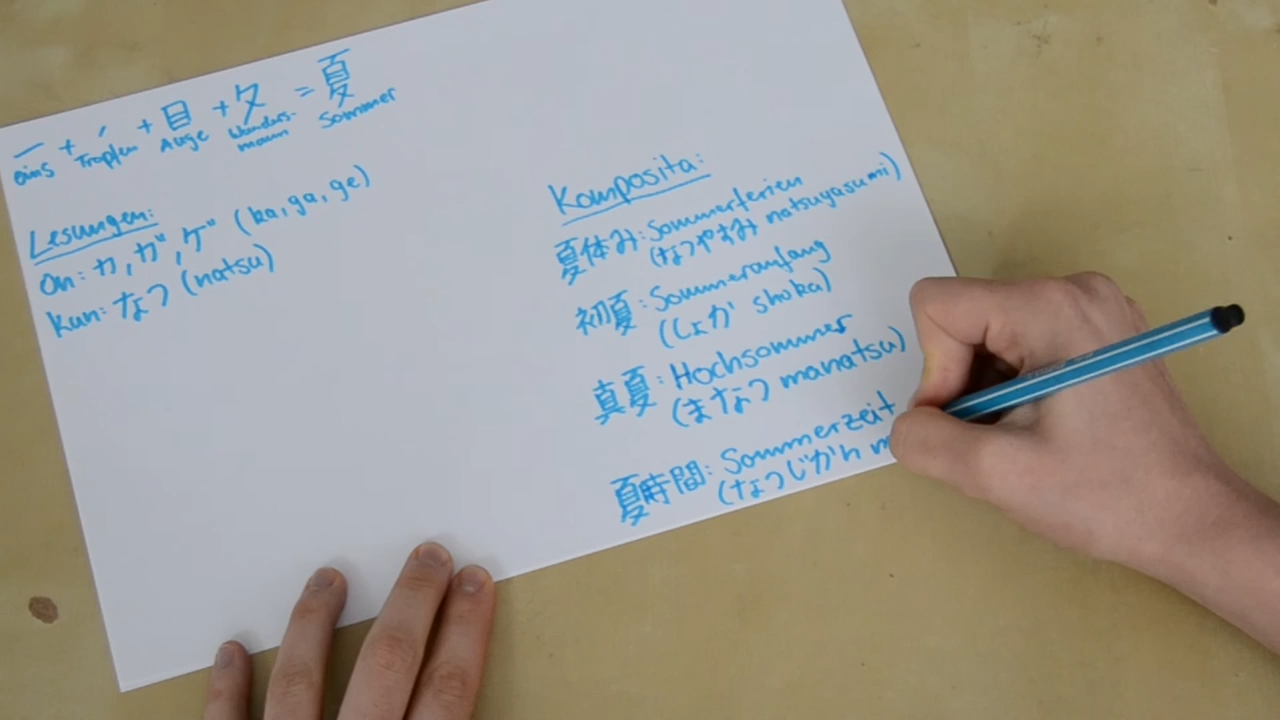 一 + ノ + 目 + 夂 = 夏
eins Tropfen Auge Wanders-mann Sommer
Lesungen:
On: カ, ガ, ゲ (ka, ga, ge)
Kun: なつ (natsu)
Komposita:
夏休み: Sommerferien
(なつやすみ natsuyasumi)
初夏: Sommeranfang
(しょか shoka)
真夏: Hochsommer
(まなつ manatsu)
夏時間: Sommerzeit
(なつじかん